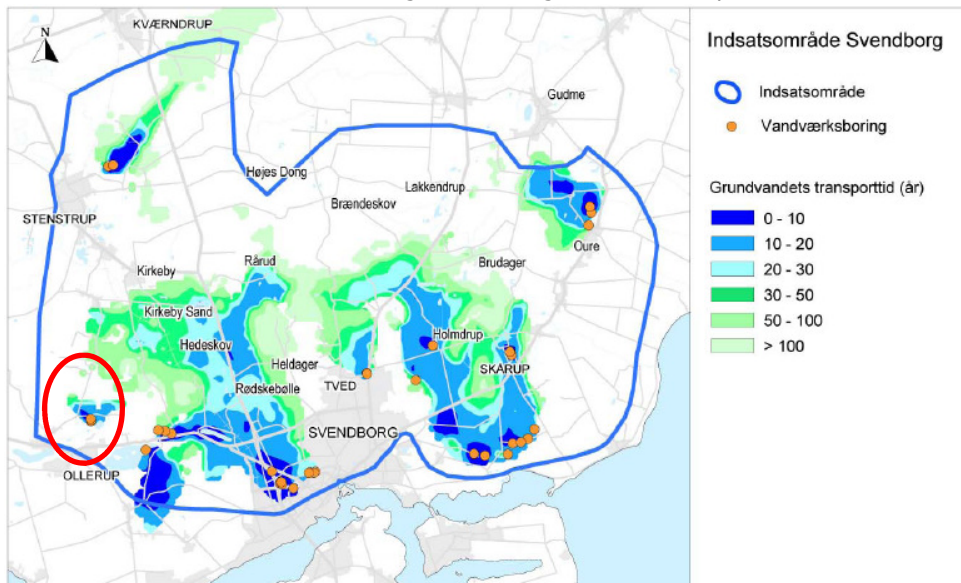 KVÆRNDRUP
N
Gudme
Højes Dong
Lakkendrup
Brændeskov
STENSTRUP
Oure
Rårud
Brudager
Kirkeby
Kirkeby Sand
Holmdrup
Hedeskov
Heldager
SKÅRUP
TVED
Rødskebølle
SVENDBORG
OLLERUP
Indsatsområde Svendborg
Indsatsområde
Vandværksboring
Grundvandets transporttid (år)
0 - 10
10 - 20
20 - 30
30 - 50
50 - 100
> 100